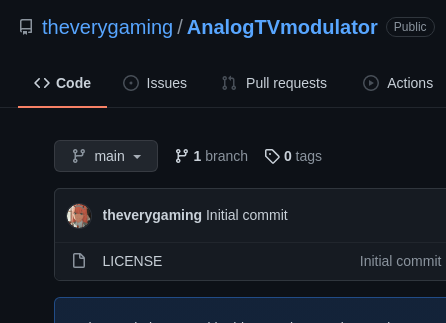 theverygaming / AnalogTVmodulator Public
Code Issues Pull requests Actions
main 1 branch 0 tags
theverygaming Initial commit
LICENSE Initial commit